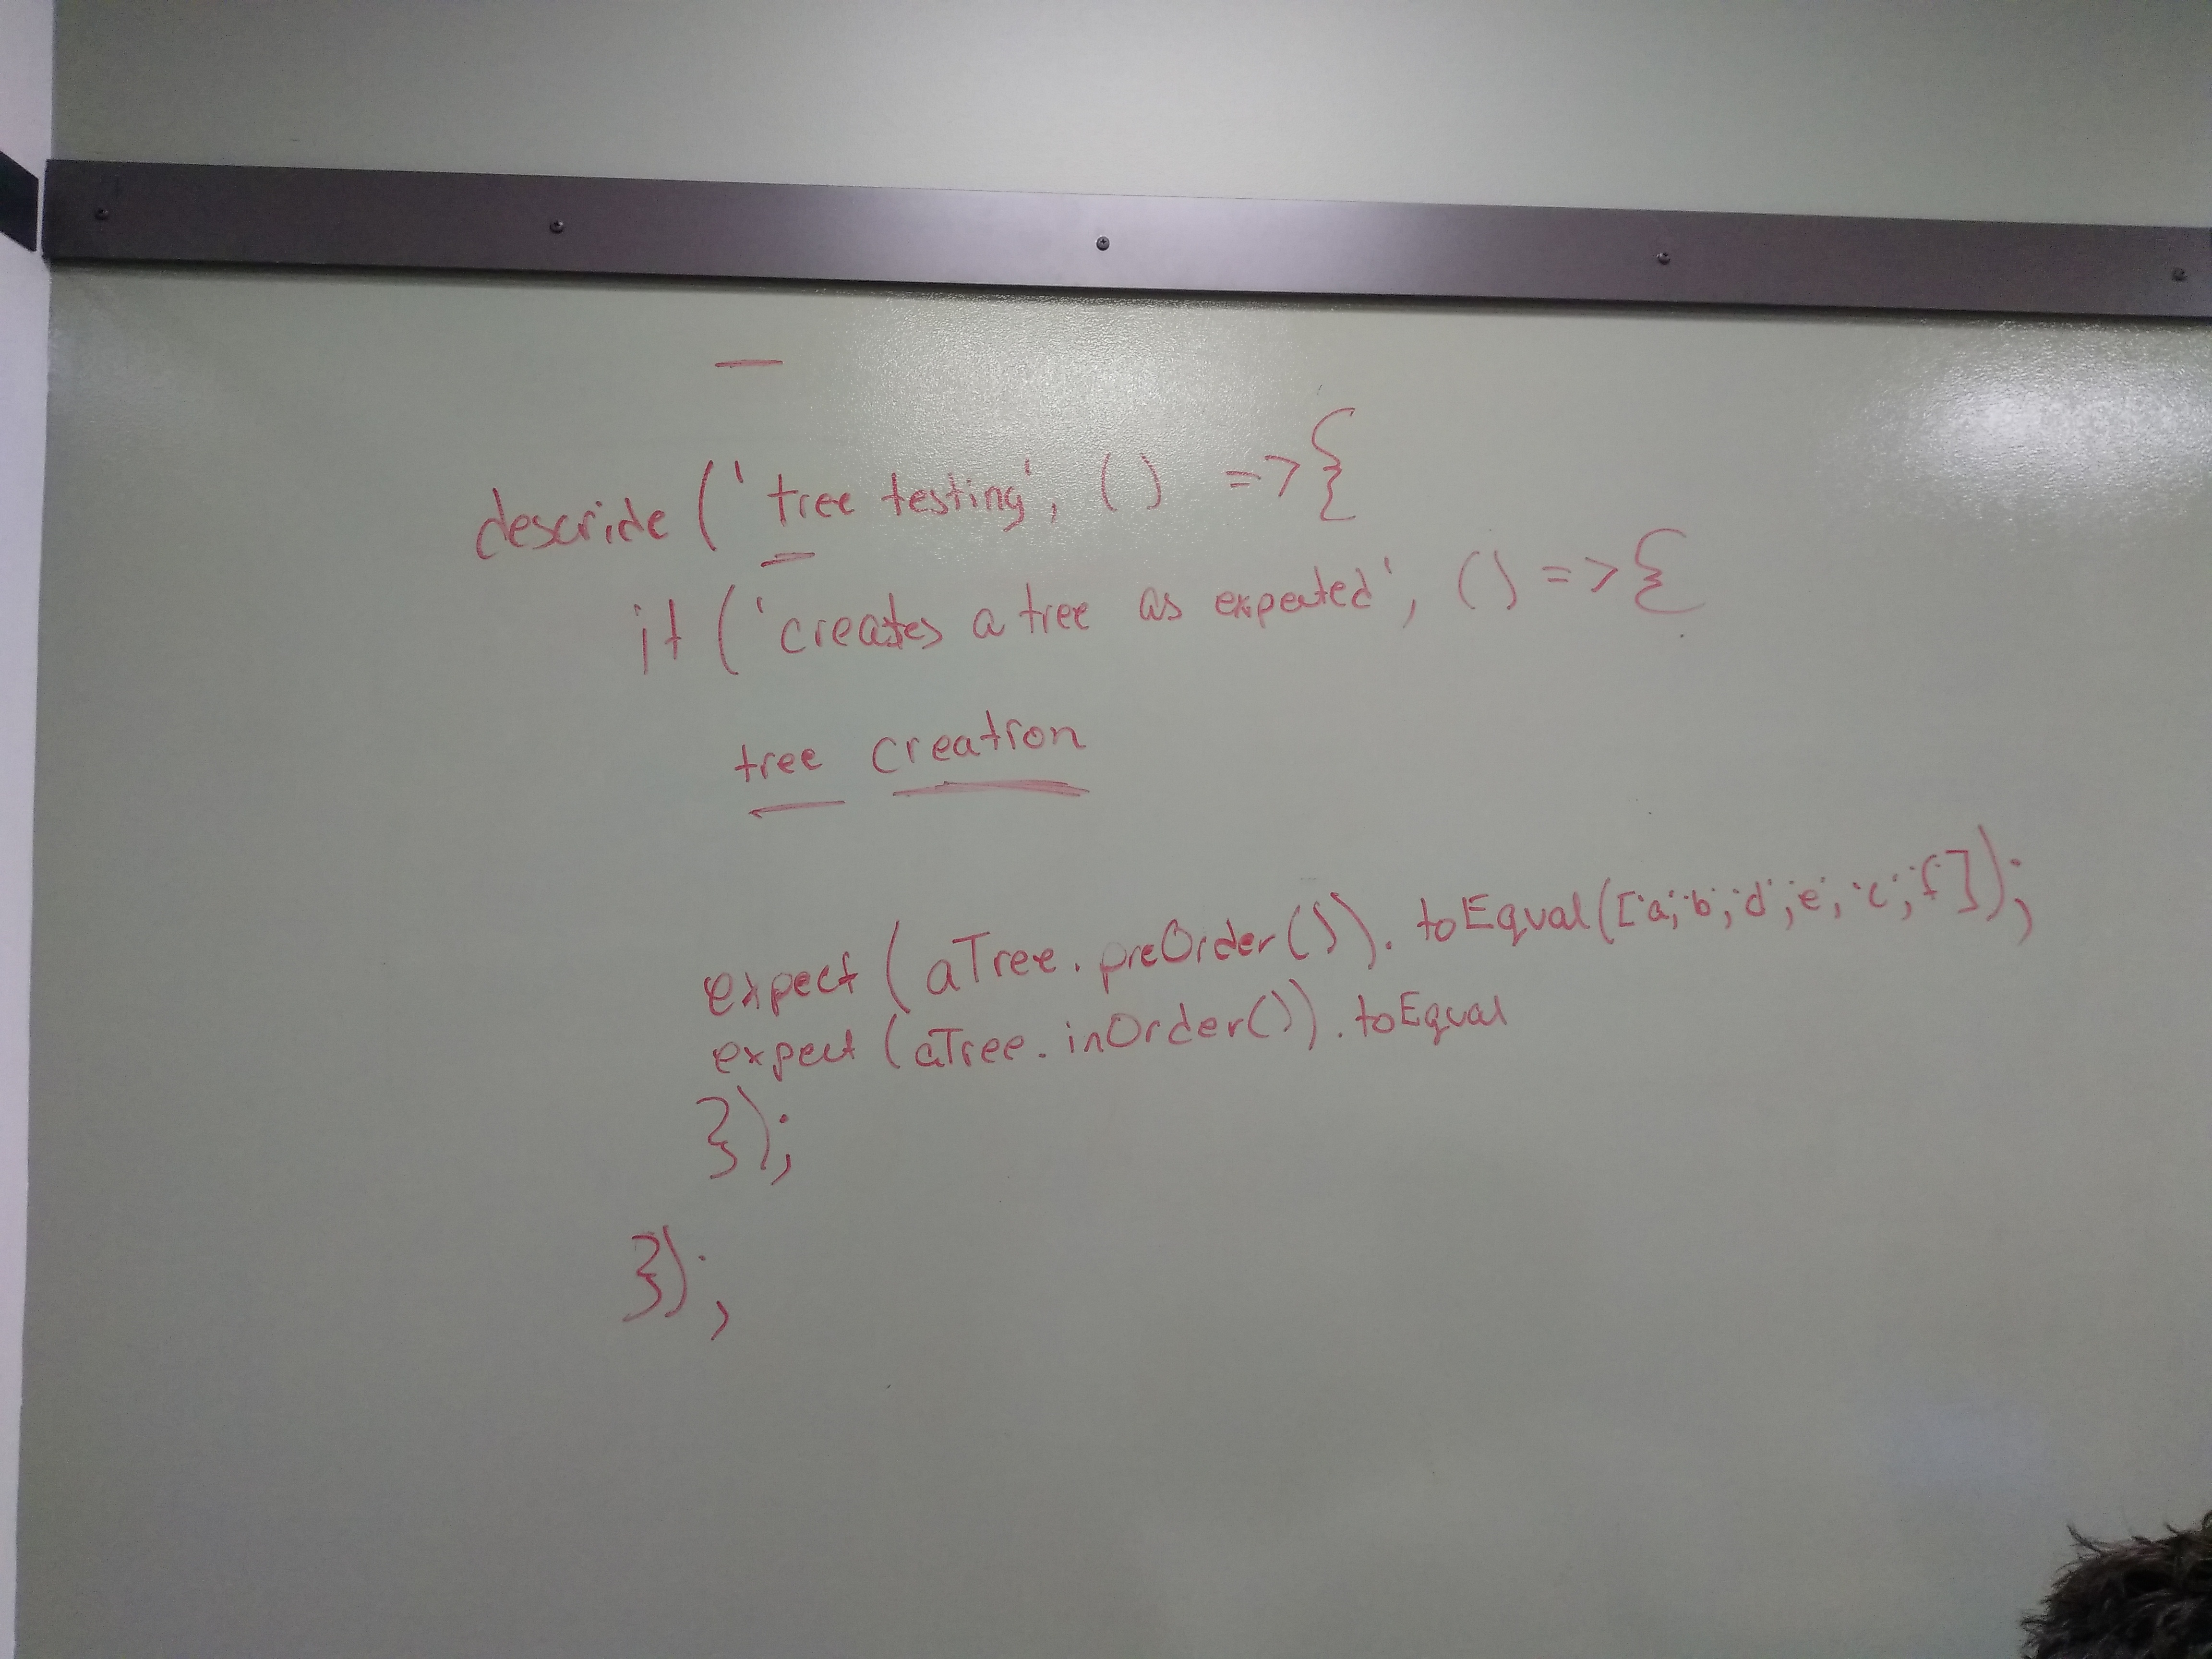 describe ('tree testing', () => {
it ('creates a tree as expected', () => {
tree creation
expect (aTree.preOrder()).toEqual(['a','b','d','e','c','f']);
expect (aTree.inOrder()).toEqual
});
});